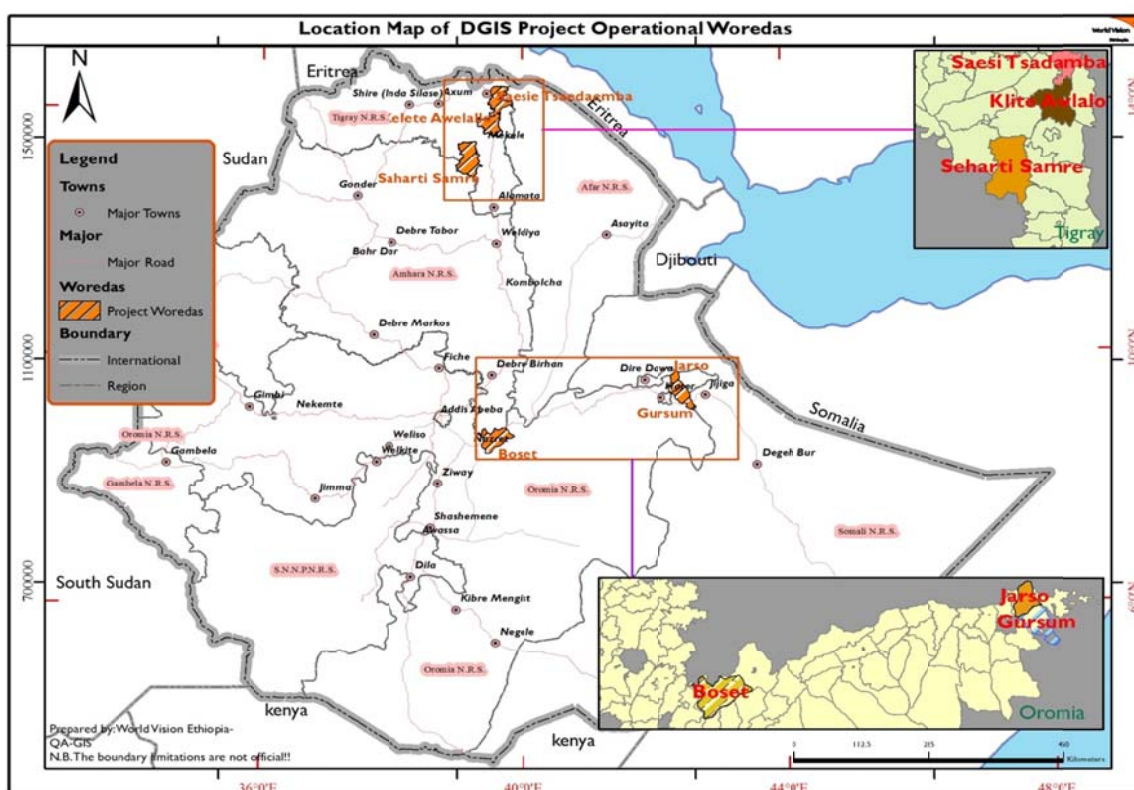 Location Map of DGIS Project Operational Woredas
World Vision
N
Eritrea
Shire (Inda Silase)
Axum
Saesie Tsaedaemba
Eritrea
Tigray N.R.S.
Mekele
Sudan
Saharti Samre
Gonder
Alamata
Afar N.R.S.
Debre Tabor
Weldiya
Asayita
Bahr Dar
Amhara N.R.S.
Djibouti
Kombolcha
Debre Markos
Fiche
Debre Birhan
Dire Dawa
Jarso
Jijiga
Gursum
Gimbi
Nekemte
Addis Abeba
Somalia
Oromia N.R.S.
Weliso
Boset
Gambela
Welkite
Degeh Bur
Gambela N.R.S.
Ziway
Oromia N.R.S.
Jimma
Shashemene
Awassa
Somali N.R.S.
S.N.N.P.N.R.S.
South Sudan
Dila
Kibre Mengist
Negele
Oromia N.R.S.
kenya
kenya
Legend
Towns
Major Towns
Major
Major Road
Woredas
Project Woredas
Boundary
International
Region
Saesi Tsadamba
Klite Awlalo
Seharti Samre
Tigray
Jarso
Gursum
Boset
Oromia
Prepared by: World Vision Ethiopia-
QA-GIS
N.B. The boundary limitations are not official!!
0 112.5 225 450
Kilometers
1500000
1100000
700000
36°0'E 40°0'E 44°0'E 48°0'E